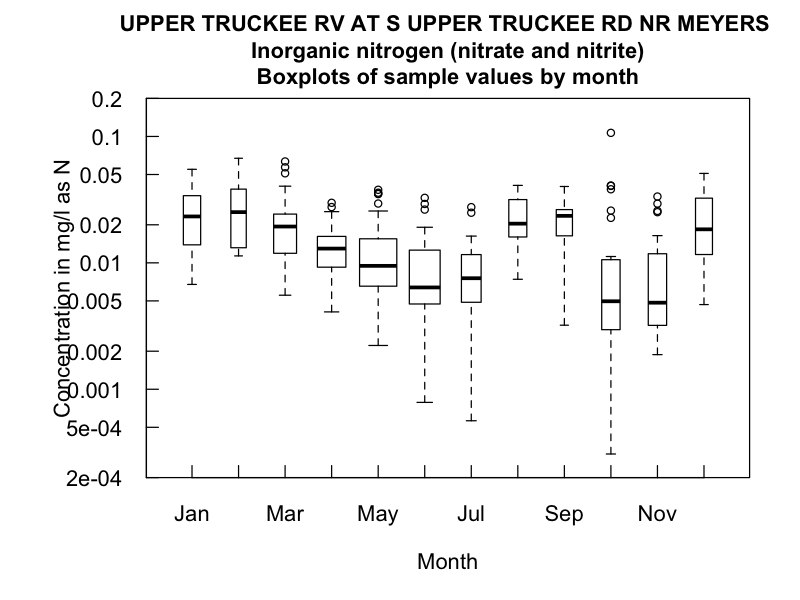 UPPER TRUCKEE RV AT S UPPER TRUCKEE RD NR MEYERS
Inorganic nitrogen (nitrate and nitrite)
Boxplots of sample values by month
Concentration in mg/l as N
0.2
0.1
0.05
0.02
0.01
0.005
0.002
0.001
5e-04
2e-04
Jan Mar May Jul Sep Nov
Month